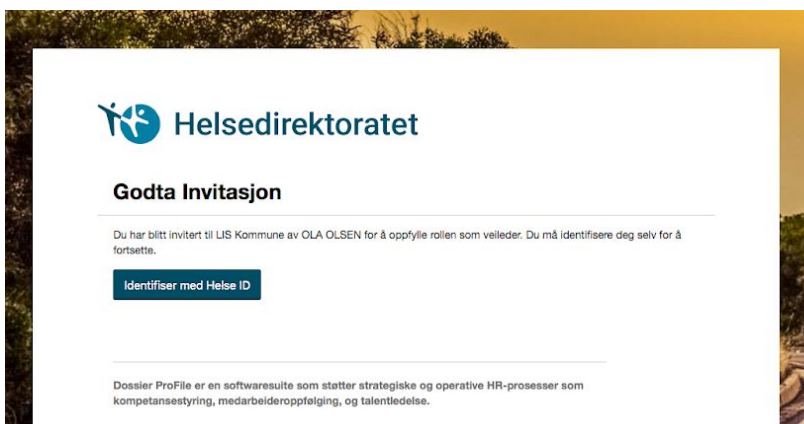 Helsedirektoratet
Godta Invitasjon
Du har blitt invitert til LIS Kommune av OLA OLSEN for å oppfylle rollen som veileder. Du må identifisere deg selv for å
fortsette.
Identifiser med Helse ID
Dossier ProFile er en softwaresuite som støtter strategiske og operative HR-prosesser som
kompetansestyring, medarbeideroppfølging, og talentledelse.